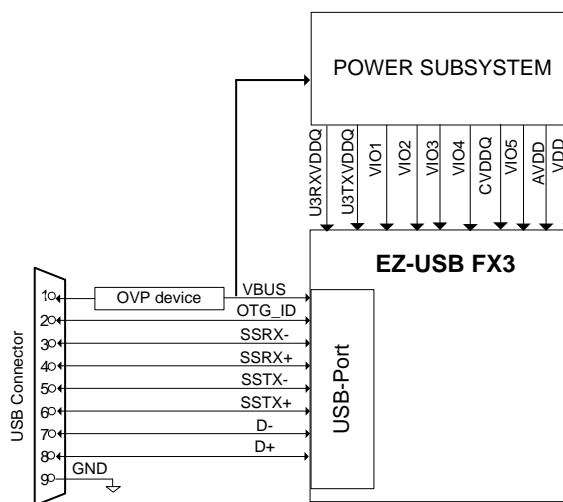 POWER SUBSYSTEM
U3RXVDDQ
U3TXVDDQ
VIO1
VIO2
VIO3
VIO4
CVDDQ
VIO5
AVDD
VDD
EZ-USB FX3
USB-Port
USB Connector
1
OVP device
VBUS
2
OTG_ID
3
SSRX-
4
SSRX+
5
SSTX-
6
SSTX+
7
D-
8
D+
9
GND